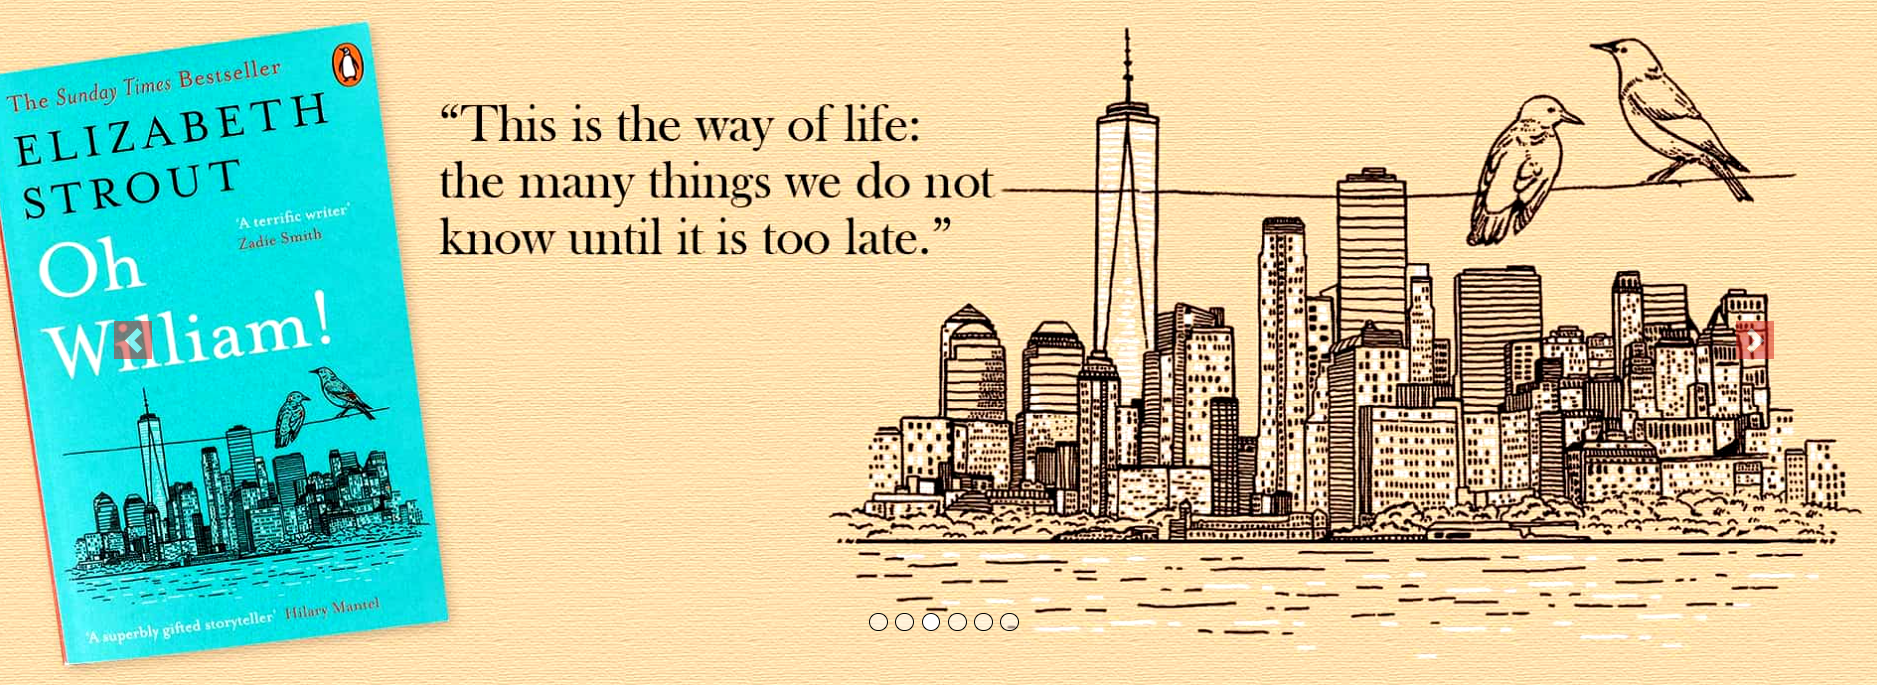 The Sunday Times Bestseller
ELIZABETH
STROUT
'A terrific writer'
Zadie Smith
Oh
William!
'A superbly gifted storyteller' Hilary Mantel
“This is the way of life:
the many things we do not
know until it is too late.”